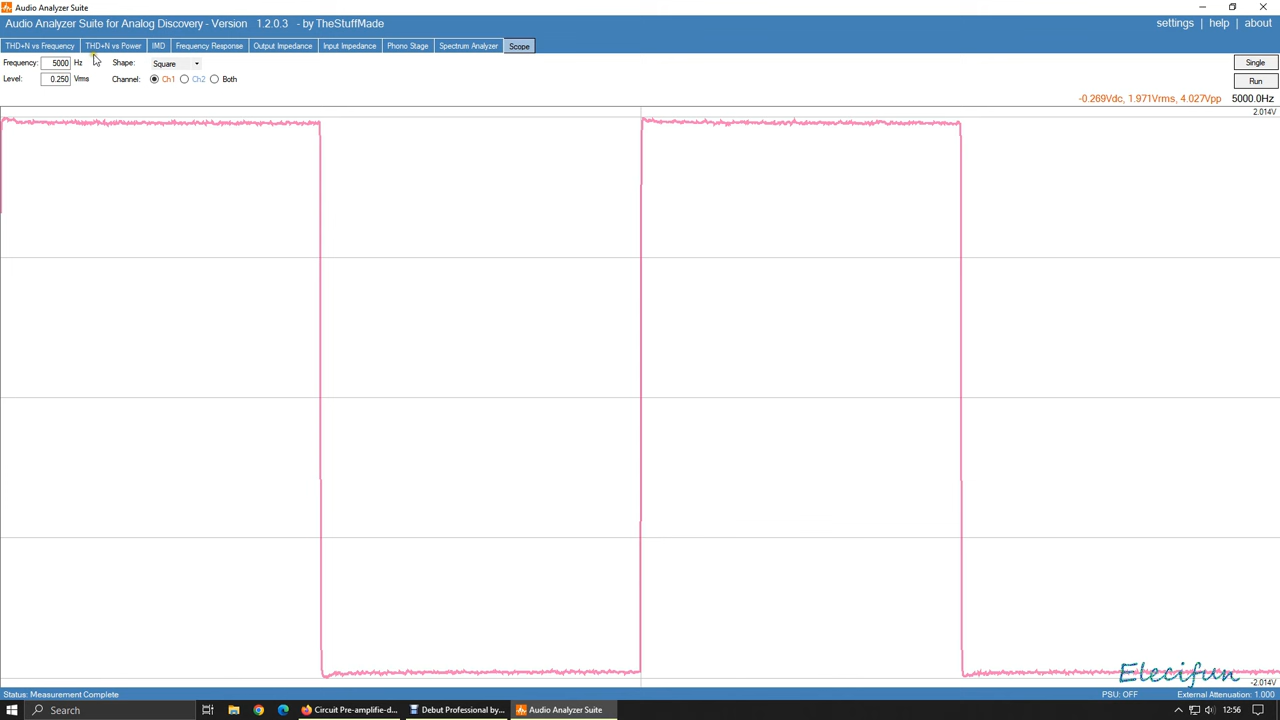 Audio Analyzer Suite
Audio Analyzer Suite for Analog Discovery - Version 1.2.0.3 - by TheStuffMade
settings | help | about
THD+N vs Frequency THD+N vs Power IMD Frequency Response Output Impedance Input Impedance Phono Stage Spectrum Analyzer Scope
Frequency: 5000 Hz Shape: Square Single
Level: 0.250 Vrms Channel: Ch1 Ch2 Both Run
-0.269Vdc, 1.971Vrms, 4.027Vpp 5000.0Hz
2.014V
Elecifun
-2.014V
Status: Measurement Complete PSU: OFF External Attenuation: 1.000
Search Circuit Pre-amplifie-d... Debut Professional by... Audio Analyzer Suite 12:56